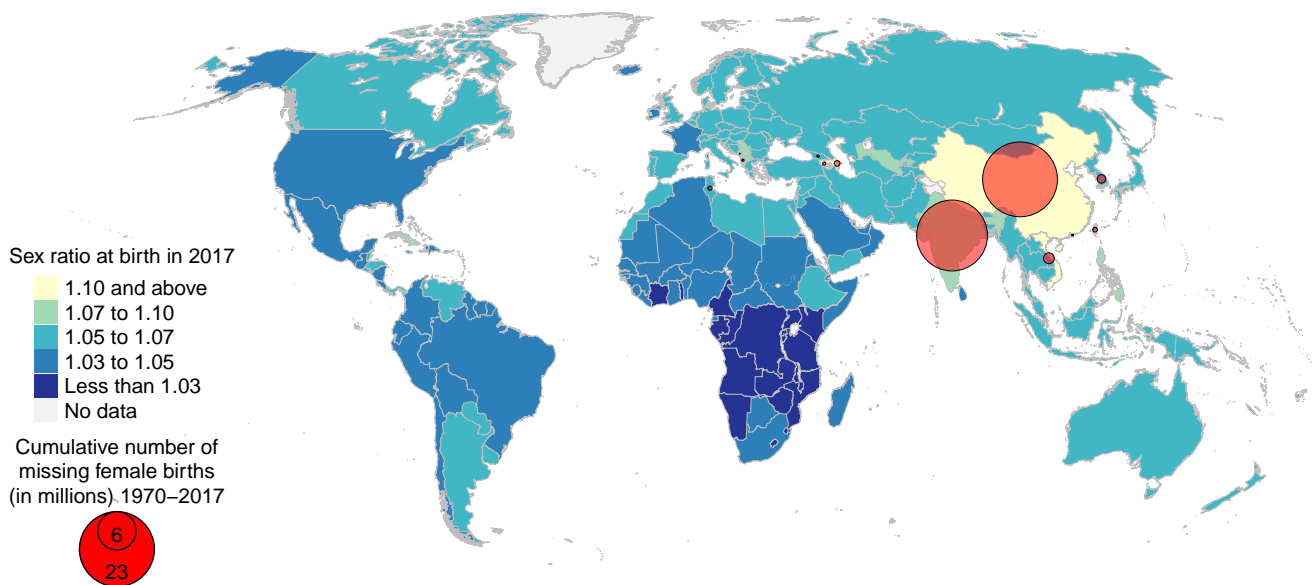 Sex ratio at birth in 2017
1.10 and above
1.07 to 1.10
1.05 to 1.07
1.03 to 1.05
Less than 1.03
No data
Cumulative number of
missing female births
(in millions) 1970−2017
6
23